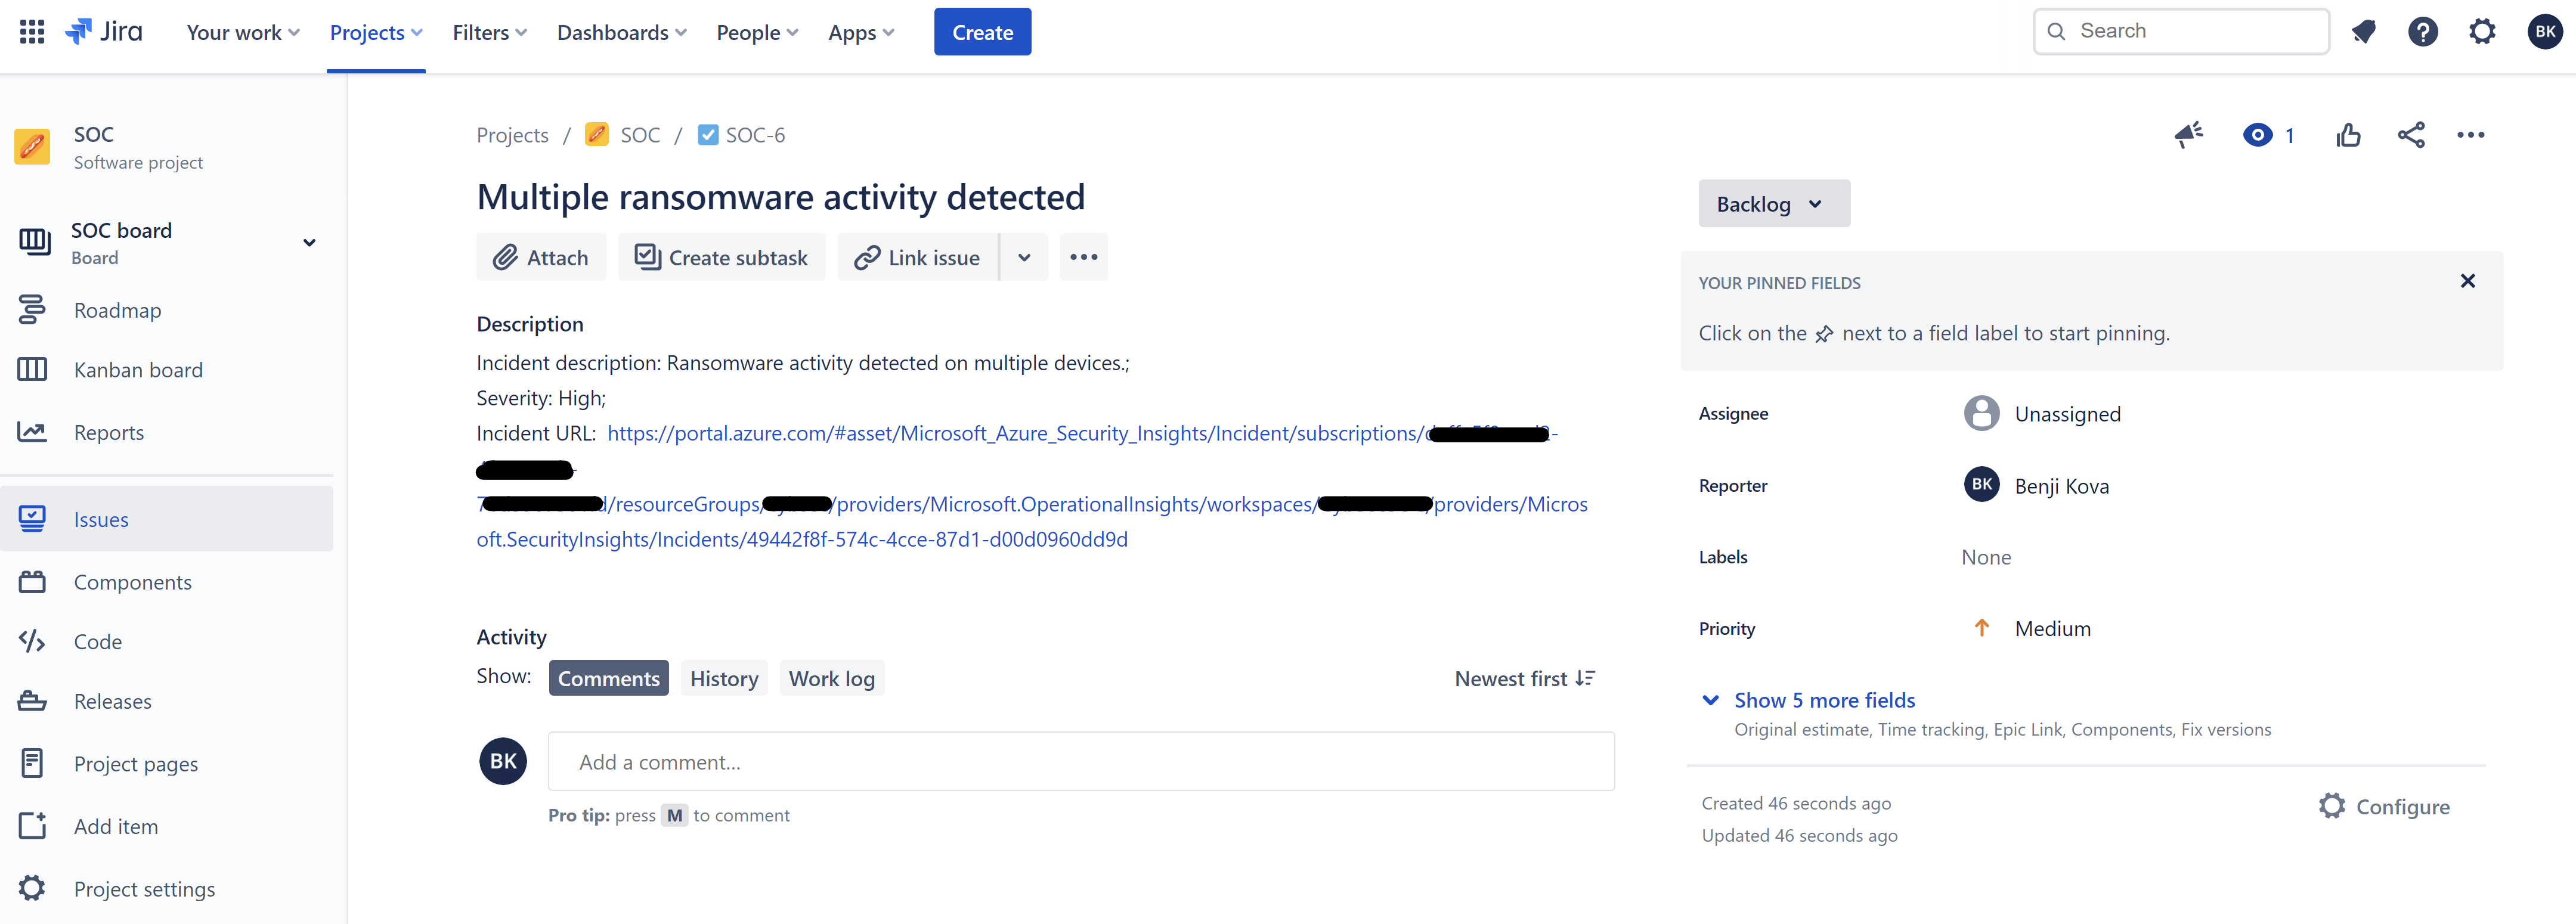 Jira
Your work
Projects
Filters
Dashboards
People
Apps
Create
Search
BK
SOC
Software project
SOC board
Board
Roadmap
Kanban board
Reports
Issues
Components
Code
Releases
Project pages
Add item
Project settings
Projects / SOC / SOC-6
1
Multiple ransomware activity detected
Attach
Create subtask
Link issue
Description
Incident description: Ransomware activity detected on multiple devices.;
Severity: High;
Incident URL: https://portal.azure.com/#asset/Microsoft_Azure_Security_Insights/Incident/subscriptions/
/resourceGroups/ /providers/Microsoft.OperationalInsights/workspaces/ /providers/Micros
oft.SecurityInsights/Incidents/49442f8f-574c-4cce-87d1-d00d0960dd9d
Activity
Show: Comments History Work log
Newest first
BK
Add a comment...
Pro tip: press M to comment
Backlog
YOUR PINNED FIELDS
Click on the next to a field label to start pinning.
Assignee
Unassigned
Reporter
BK Benji Kova
Labels
None
Priority
Medium
Show 5 more fields
Original estimate, Time tracking, Epic Link, Components, Fix versions
Created 46 seconds ago
Updated 46 seconds ago
Configure